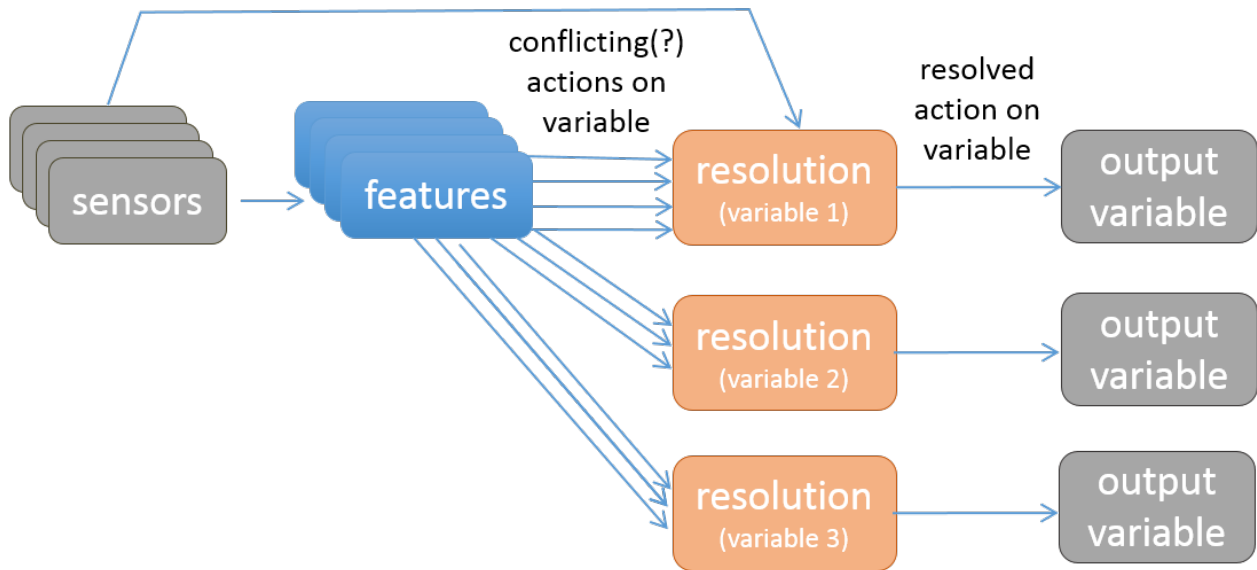 conflicting(?)
actions on
variable
resolved
action on
variable
sensors
features
resolution
(variable 1)
output
variable
resolution
(variable 2)
output
variable
resolution
(variable 3)
output
variable